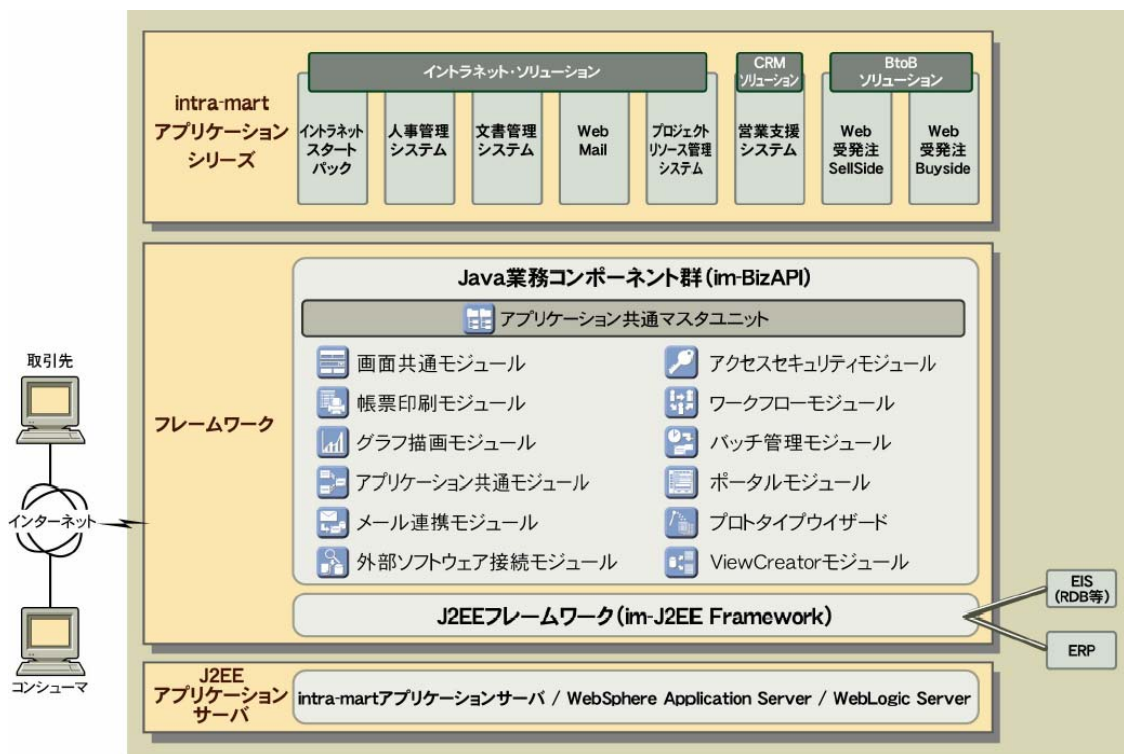 intra-mart
アプリケーション
シリーズ
イントラネット・ソリューション
CRM
ソリューション
BtoB
ソリューション
イントラネット
スタート
パック
人事管理
システム
文書管理
システム
Web
Mail
プロジェクト
リソース管理
システム
営業支援
システム
Web
受発注
SellSide
Web
受発注
Buyside
フレームワーク
Java業務コンポーネント群(im-BizAPI)
アプリケーション共通マスタユニット
画面共通モジュール
帳票印刷モジュール
グラフ描画モジュール
アプリケーション共通モジュール
メール連携モジュール
外部ソフトウェア接続モジュール
アクセスセキュリティモジュール
ワークフローモジュール
バッチ管理モジュール
ポータルモジュール
プロトタイプウイザード
ViewCreatorモジュール
J2EEフレームワーク(im-J2EE Framework)
取引先
インターネット
コンシューマ
EIS
(RDB等)
ERP
J2EE
アプリケーション
サーバ
intra-martアプリケーションサーバ / WebSphere Application Server / WebLogic Server